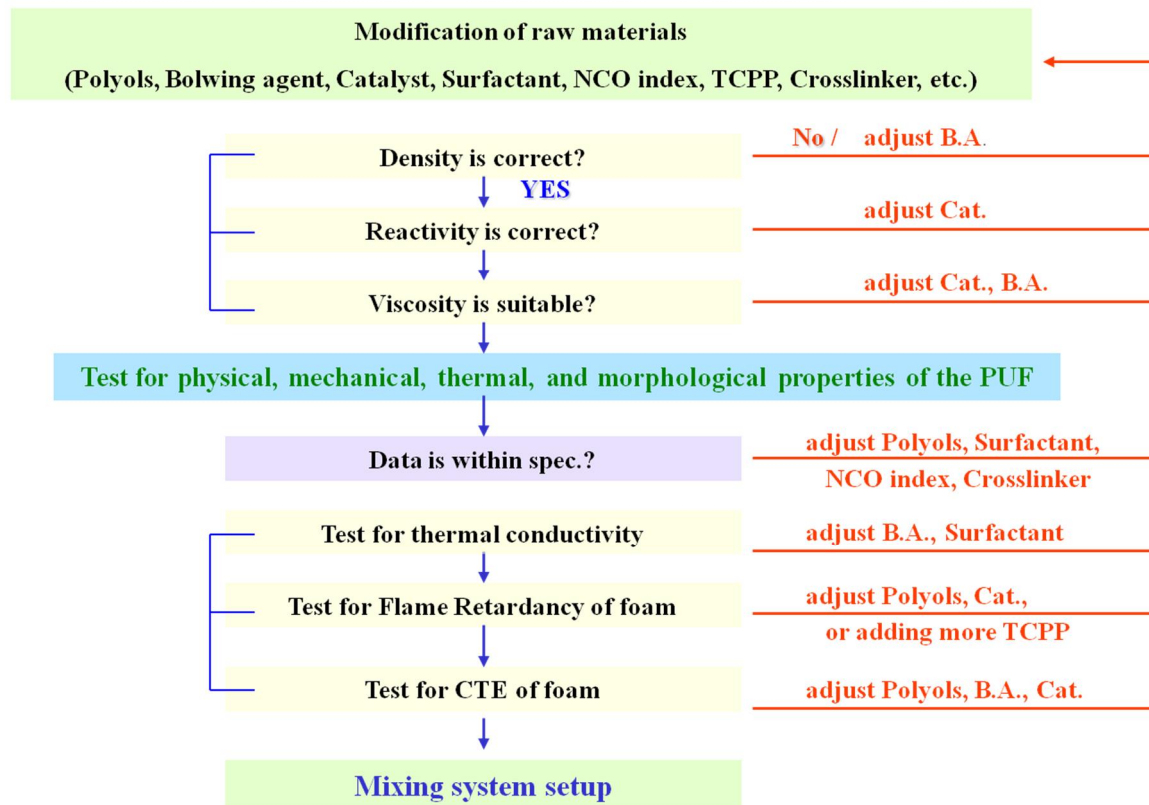 Modification of raw materials
(Polyols, Bolwing agent, Catalyst, Surfactant, NCO index, TCPP, Crosslinker, etc.)
Density is correct?
No / adjust B.A.
YES
Reactivity is correct?
adjust Cat.
Viscosity is suitable?
adjust Cat., B.A.
Test for physical, mechanical, thermal, and morphological properties of the PUF
Data is within spec.?
adjust Polyols, Surfactant,
NCO index, Crosslinker
Test for thermal conductivity
adjust B.A., Surfactant
Test for Flame Retardancy of foam
adjust Polyols, Cat.,
or adding more TCPP
Test for CTE of foam
adjust Polyols, B.A., Cat.
Mixing system setup